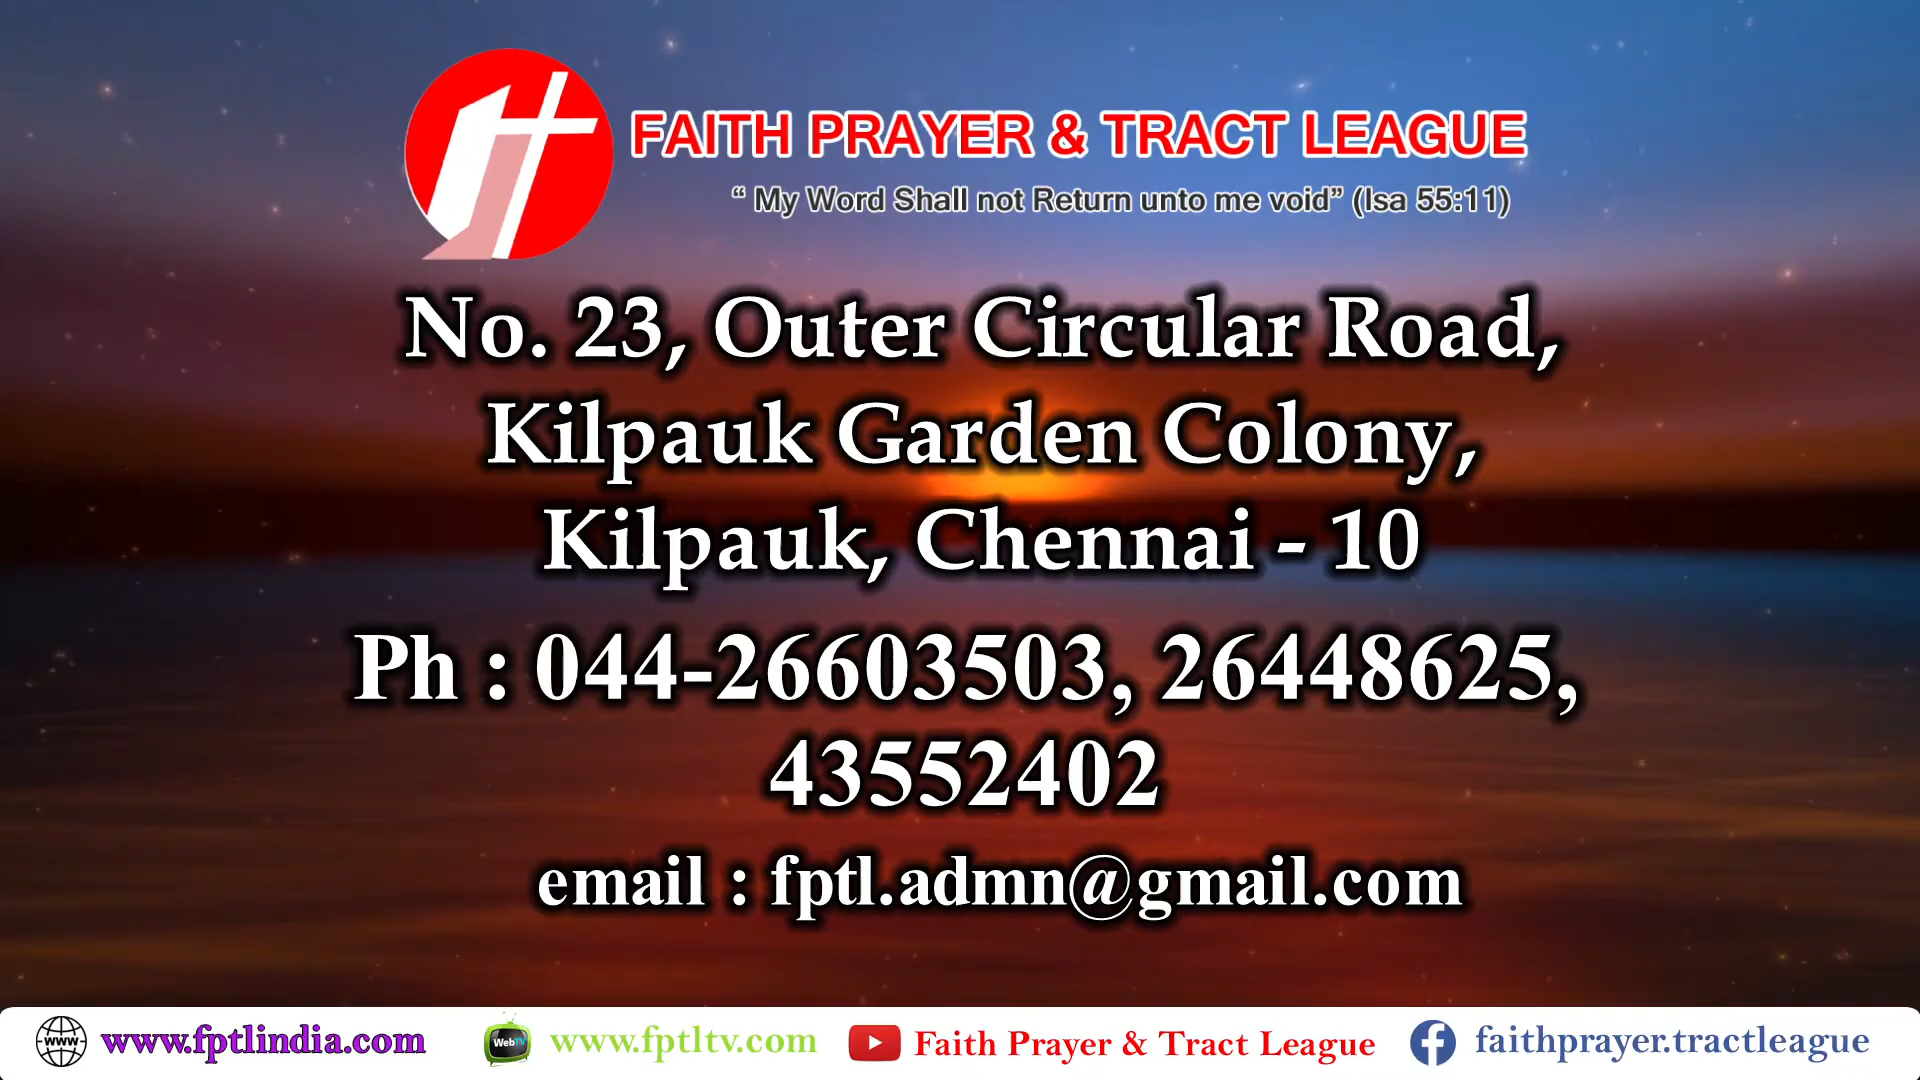 FAITH PRAYER & TRACT LEAGUE
“ My Word Shall not Return unto me void” (Isa 55:11)
No. 23, Outer Circular Road,
Kilpauk Garden Colony,
Kilpauk, Chennai - 10
Ph : 044-26603503, 26448625,
43552402
email : fptl.admn@gmail.com
www www.fptlindia.com WebTV www.fptltv.com Faith Prayer & Tract League faithprayer.tractleague